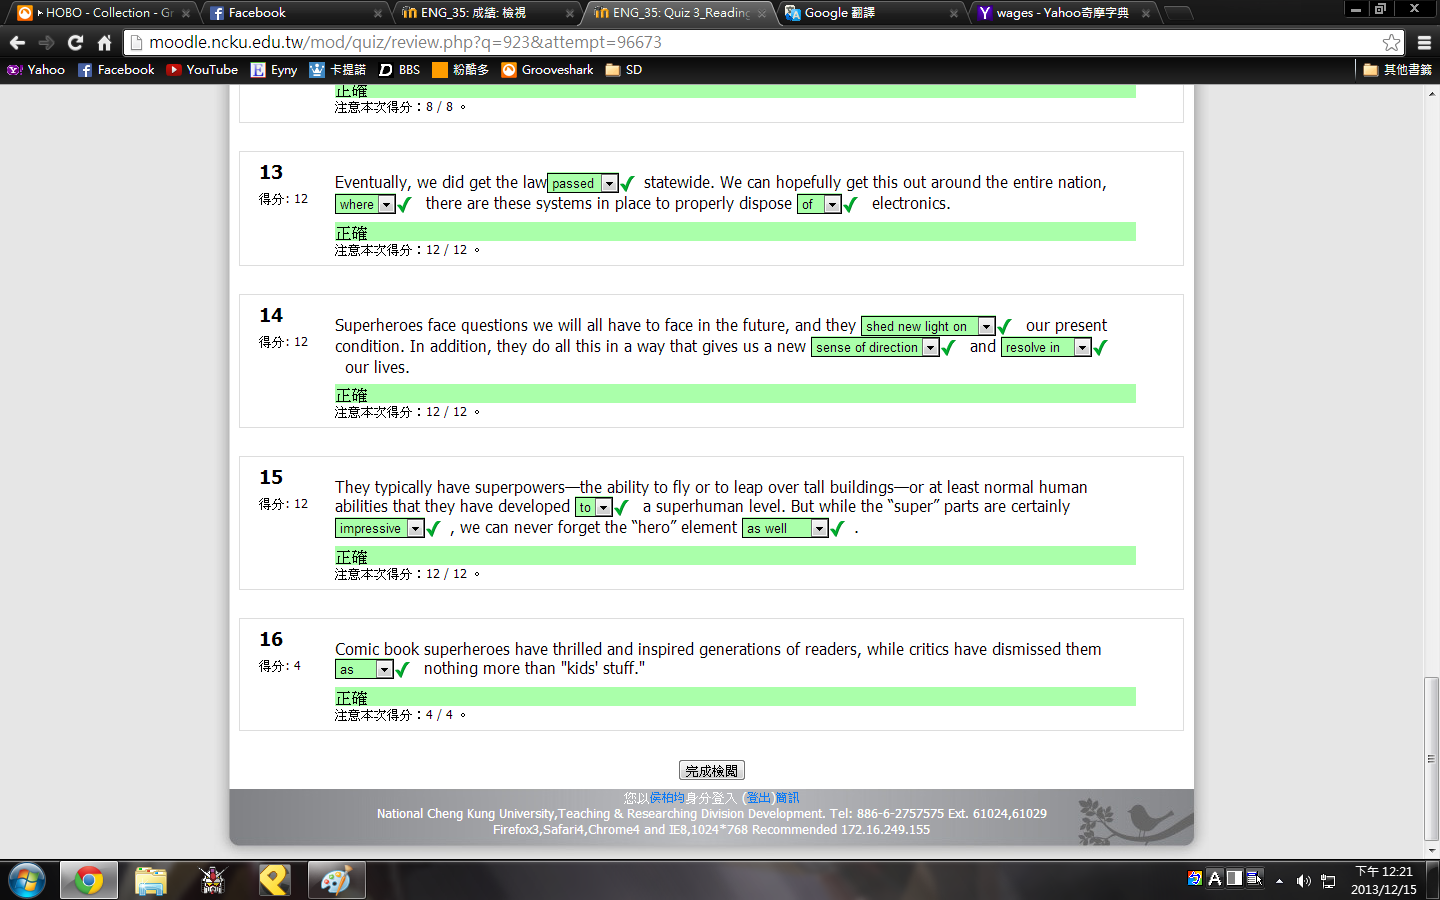 HOBO - Collection - Gr
Facebook
ENG_35: 成績: 檢視
ENG_35: Quiz 3_Reading
Google 翻譯
wages - Yahoo奇摩字典
moodle.ncku.edu.tw/mod/quiz/review.php?q=923&attempt=96673
Yahoo Facebook YouTube Eyny 卡提諾 BBS 粉酷多 Grooveshark SD 其他書籤
正確
注意本次得分：8 / 8 。
13
得分: 12
Eventually, we did get the law passed statewide. We can hopefully get this out around the entire nation,
where there are these systems in place to properly dispose of electronics.
正確
注意本次得分：12 / 12 。
14
得分: 12
Superheroes face questions we will all have to face in the future, and they shed new light on our present
condition. In addition, they do all this in a way that gives us a new sense of direction and resolve in
our lives.
正確
注意本次得分：12 / 12 。
15
得分: 12
They typically have superpowers—the ability to fly or to leap over tall buildings—or at least normal human
abilities that they have developed to a superhuman level. But while the “super” parts are certainly
impressive , we can never forget the “hero” element as well .
正確
注意本次得分：12 / 12 。
16
得分: 4
Comic book superheroes have thrilled and inspired generations of readers, while critics have dismissed them
as nothing more than "kids' stuff."
正確
注意本次得分：4 / 4 。
完成檢閱
您以侯柏均身分登入 (登出)簡訊
National Cheng Kung University,Teaching & Researching Division Development. Tel: 886-6-2757575 Ext. 61024,61029
Firefox3,Safari4,Chrome4 and IE8,1024*768 Recommended 172.16.249.155
下午 12:21
2013/12/15